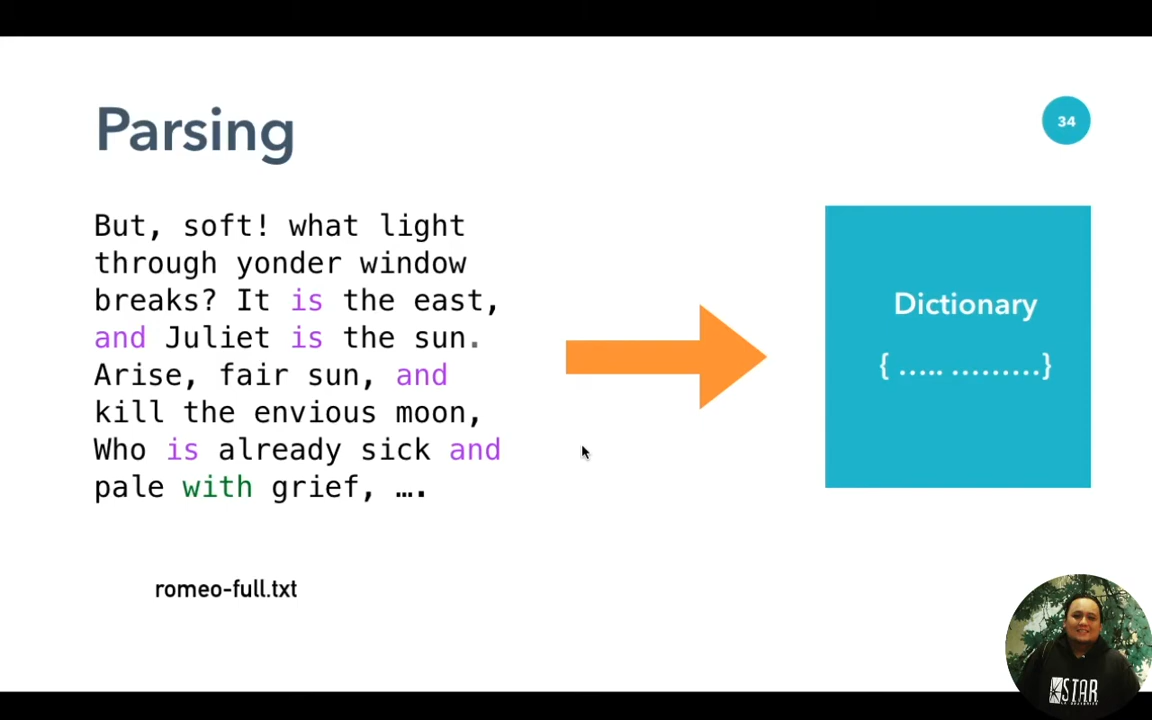 Parsing
34
But, soft! what light
through yonder window
breaks? It is the east,
and Juliet is the sun.
Arise, fair sun, and
kill the envious moon,
Who is already sick and
pale with grief, ….
Dictionary
{ ..... .........}
romeo-full.txt
STAR